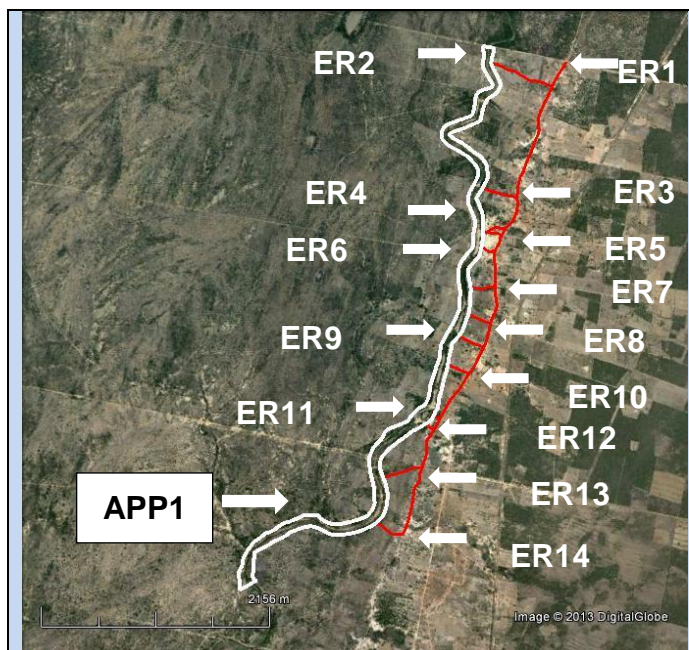 ER2
ER1
ER4
ER3
ER6
ER5
ER7
ER9
ER8
ER10
ER11
ER12
ER13
APP1
ER14
2156 m
Image © 2013 DigitalGlobe